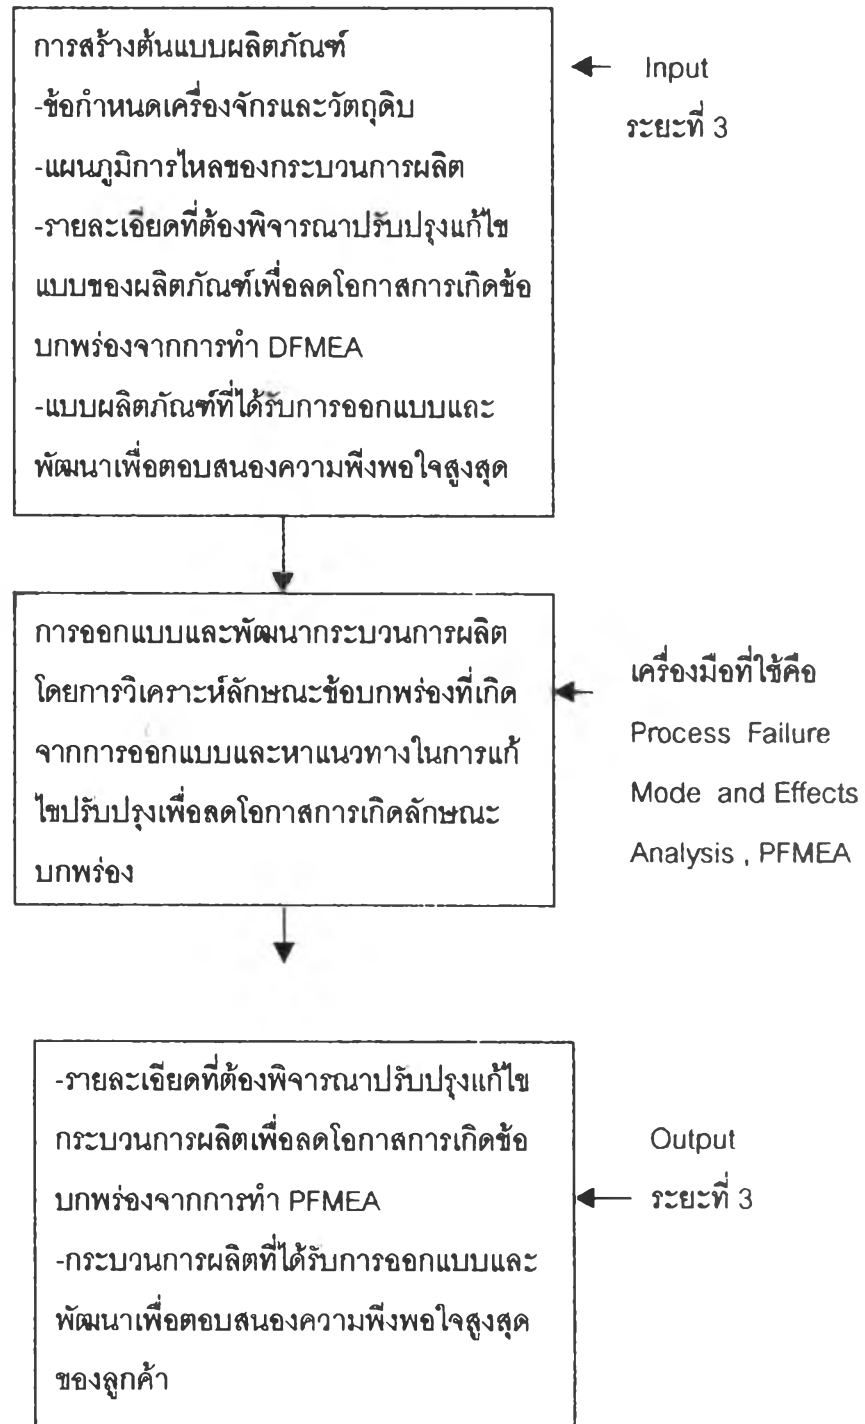 การสร้างต้นแบบผลิตภัณฑ์
-ข้อกำหนดเครื่องจักรและวัตถุดิบ
-แผนภูมิการไหลของกระบวนการผลิต
-รายละเอียดที่ต้องพิจารณาปรับปรุงแก้ไข
แบบของผลิตภัณฑ์เพื่อลดโอกาสการเกิดข้อ
บกพร่องจากการทำ DFMEA
-แบบผลิตภัณฑ์ที่ได้รับการออกแบบและ
พัฒนาเพื่อตอบสนองความพึงพอใจสูงสุด
Input
ระยะที่ 3
การออกแบบและพัฒนากระบวนการผลิต
โดยการวิเคราะห์ลักษณะข้อบกพร่องที่เกิด
จากการออกแบบและหาแนวทางในการแก้
ไขปรับปรุงเพื่อลดโอกาสการเกิดลักษณะ
บกพร่อง
เครื่องมือที่ใช้คือ
Process Failure
Mode and Effects
Analysis , PFMEA
-รายละเอียดที่ต้องพิจารณาปรับปรุงแก้ไข
กระบวนการผลิตเพื่อลดโอกาสการเกิดข้อ
บกพร่องจากการทำ PFMEA
-กระบวนการผลิตที่ได้รับการออกแบบและ
พัฒนาเพื่อตอบสนองความพึงพอใจสูงสุด
ของลูกค้า
Output
ระยะที่ 3